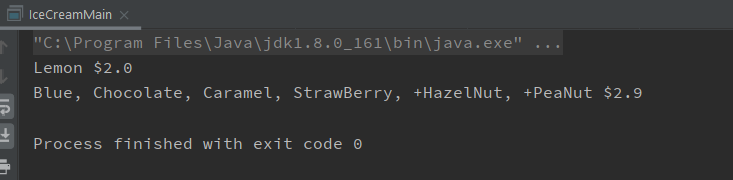 IceCreamMain
"C:\Program Files\Java\jdk1.8.0_161\bin\java.exe" ...
Lemon $2.0
Blue, Chocolate, Caramel, StrawBerry, +HazelNut, +PeaNut $2.9
Process finished with exit code 0